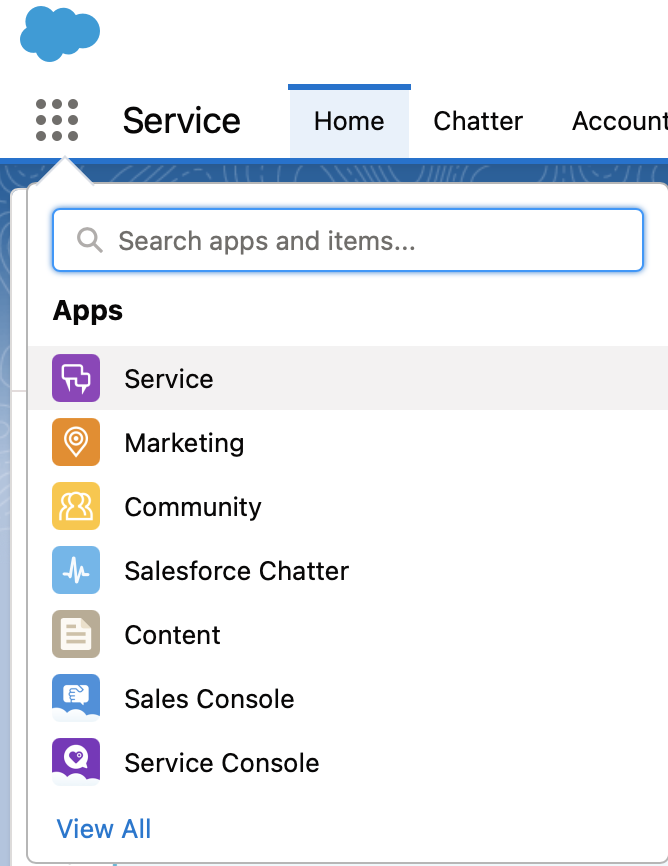 Service Home Chatter Account
Search apps and items...
Apps
Service
Marketing
Community
Salesforce Chatter
Content
Sales Console
Service Console
View All